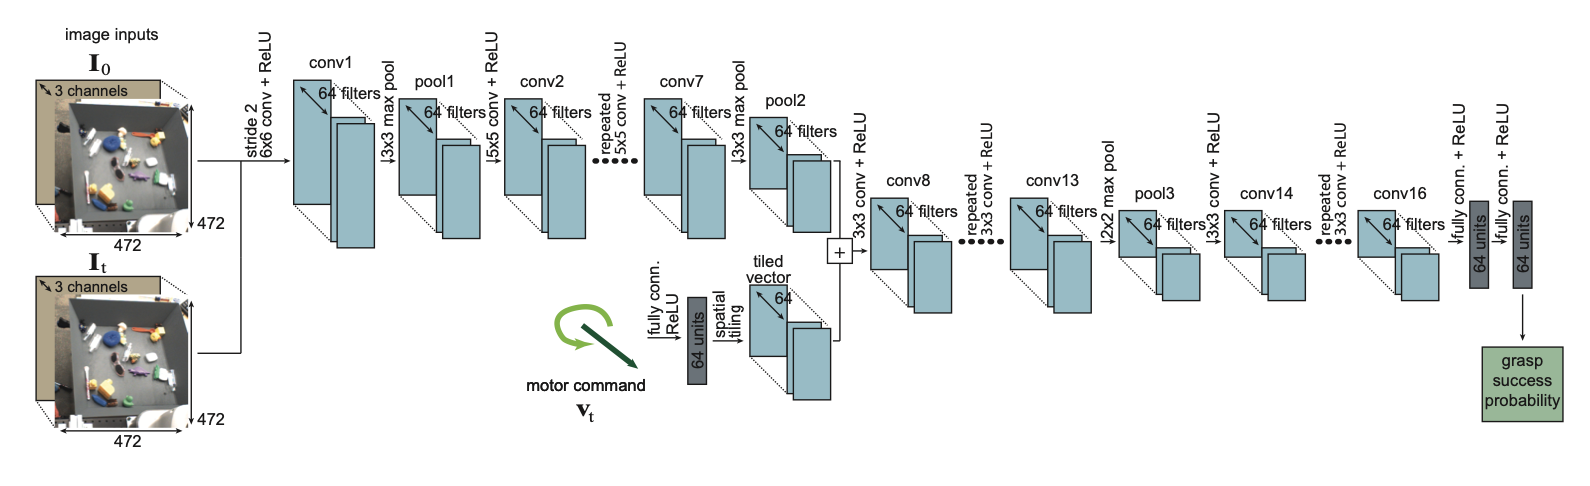 image inputs
I0
3 channels
472
472
It
3 channels
472
472
stride 2
6x6 conv + ReLU
conv1
64 filters
3x3 max pool
pool1
64 filters
5x5 conv + ReLU
conv2
64 filters
repeated
5x5 conv + ReLU
conv7
64 filters
3x3 max pool
pool2
64 filters
motor command
vt
fully conn.
ReLU
64 units
spatial
tiling
tiled
vector
64
+
3x3 conv + ReLU
conv8
64 filters
repeated
3x3 conv + ReLU
conv13
64 filters
2x2 max pool
pool3
64 filters
3x3 conv + ReLU
conv14
64 filters
repeated
3x3 conv + ReLU
conv16
64 filters
fully conn. + ReLU
64 units
fully conn. + ReLU
64 units
grasp
success
probability